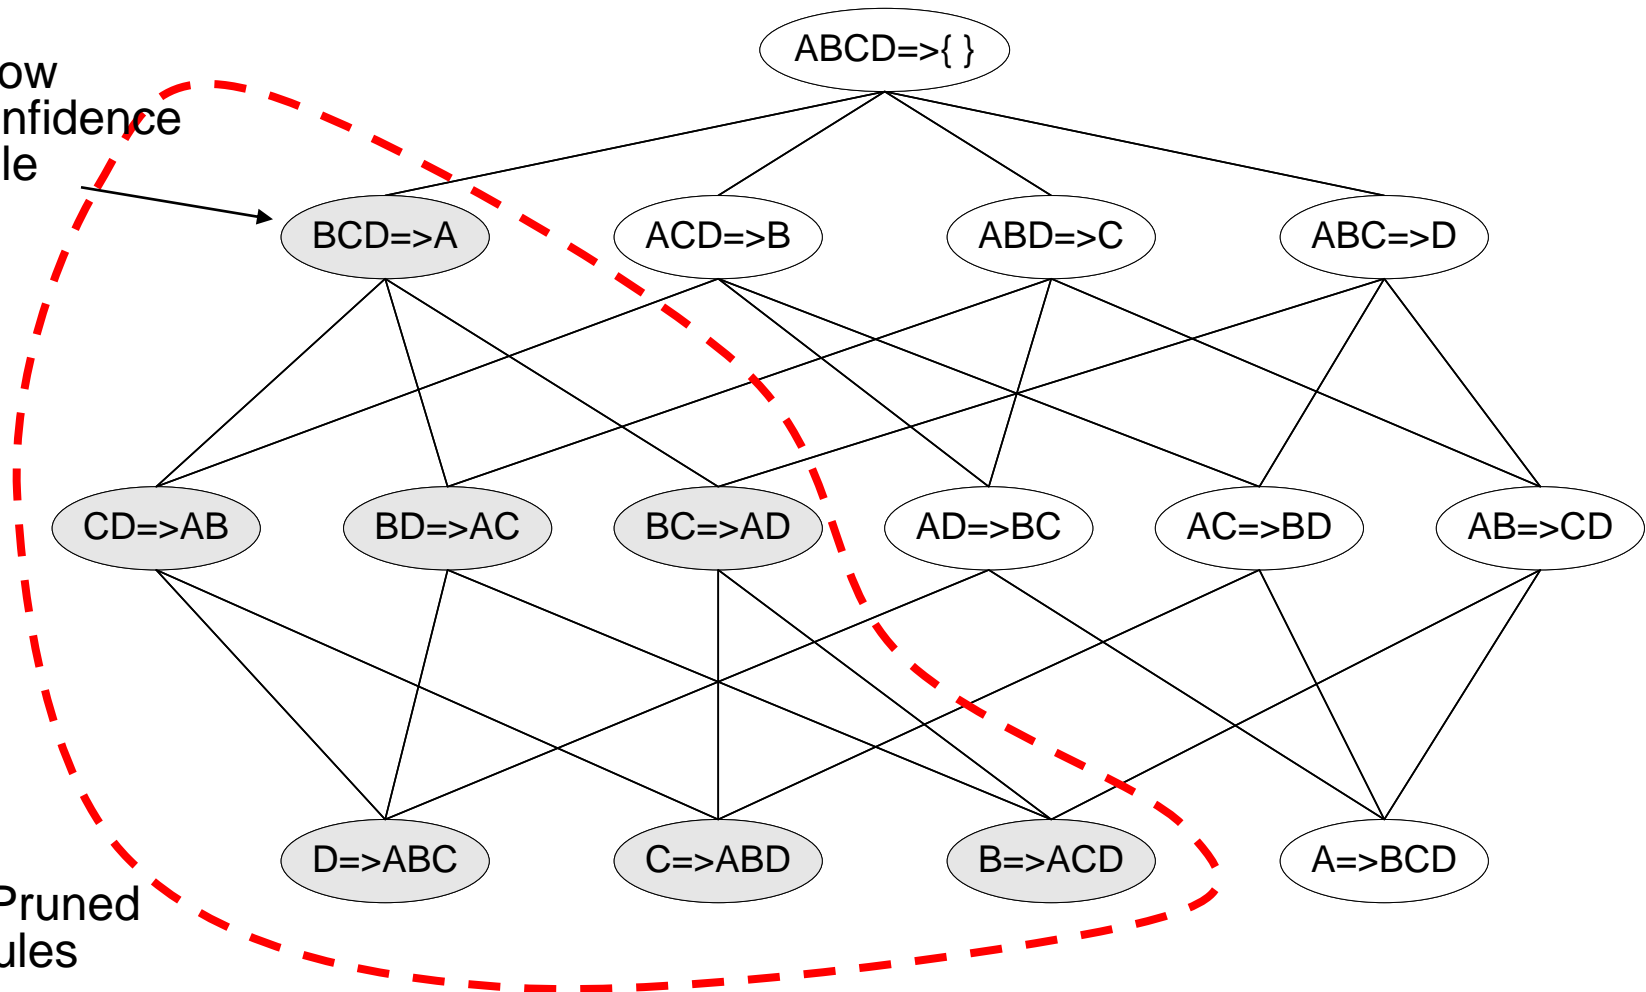 ABCD=>{ }
ow
nfidence
le
BCD=>A
ACD=>B
ABD=>C
ABC=>D
CD=>AB
BD=>AC
BC=>AD
AD=>BC
AC=>BD
AB=>CD
D=>ABC
C=>ABD
B=>ACD
A=>BCD
Pruned
ules